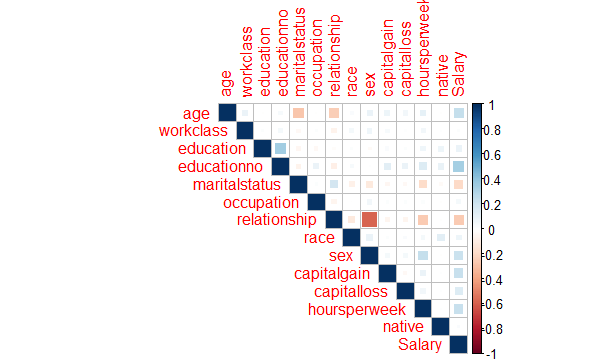 age
workclass
education
educationno
maritalstatus
occupation
relationship
race
sex
capitalgain
capitalloss
hoursperweek
native
Salary
age
workclass
education
educationno
maritalstatus
occupation
relationship
race
sex
capitalgain
capitalloss
hoursperweek
native
Salary
1
0.8
0.6
0.4
0.2
0
-0.2
-0.4
-0.6
-0.8
-1